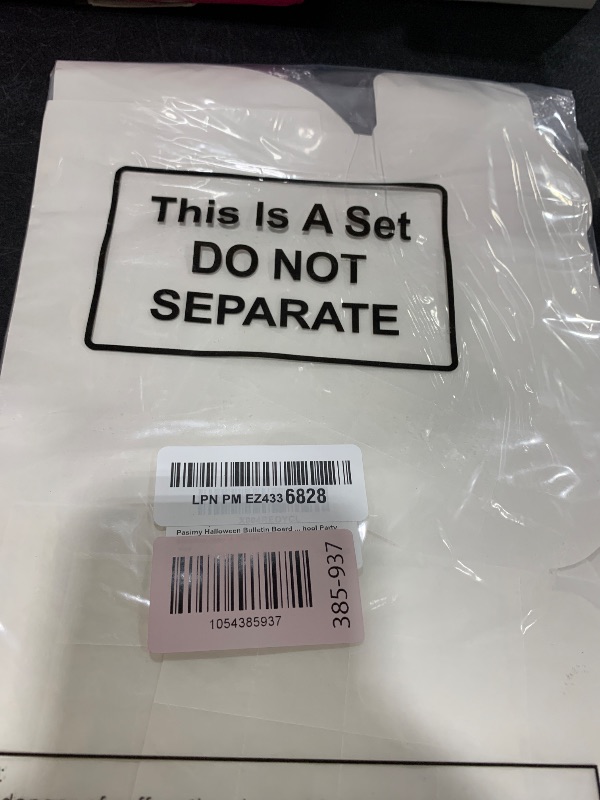 This Is A Set
DO NOT
SEPARATE
LPN PM EZ4336828
Pasimy Halloween Bulletin Board ... hool Party
1054385937
385-937